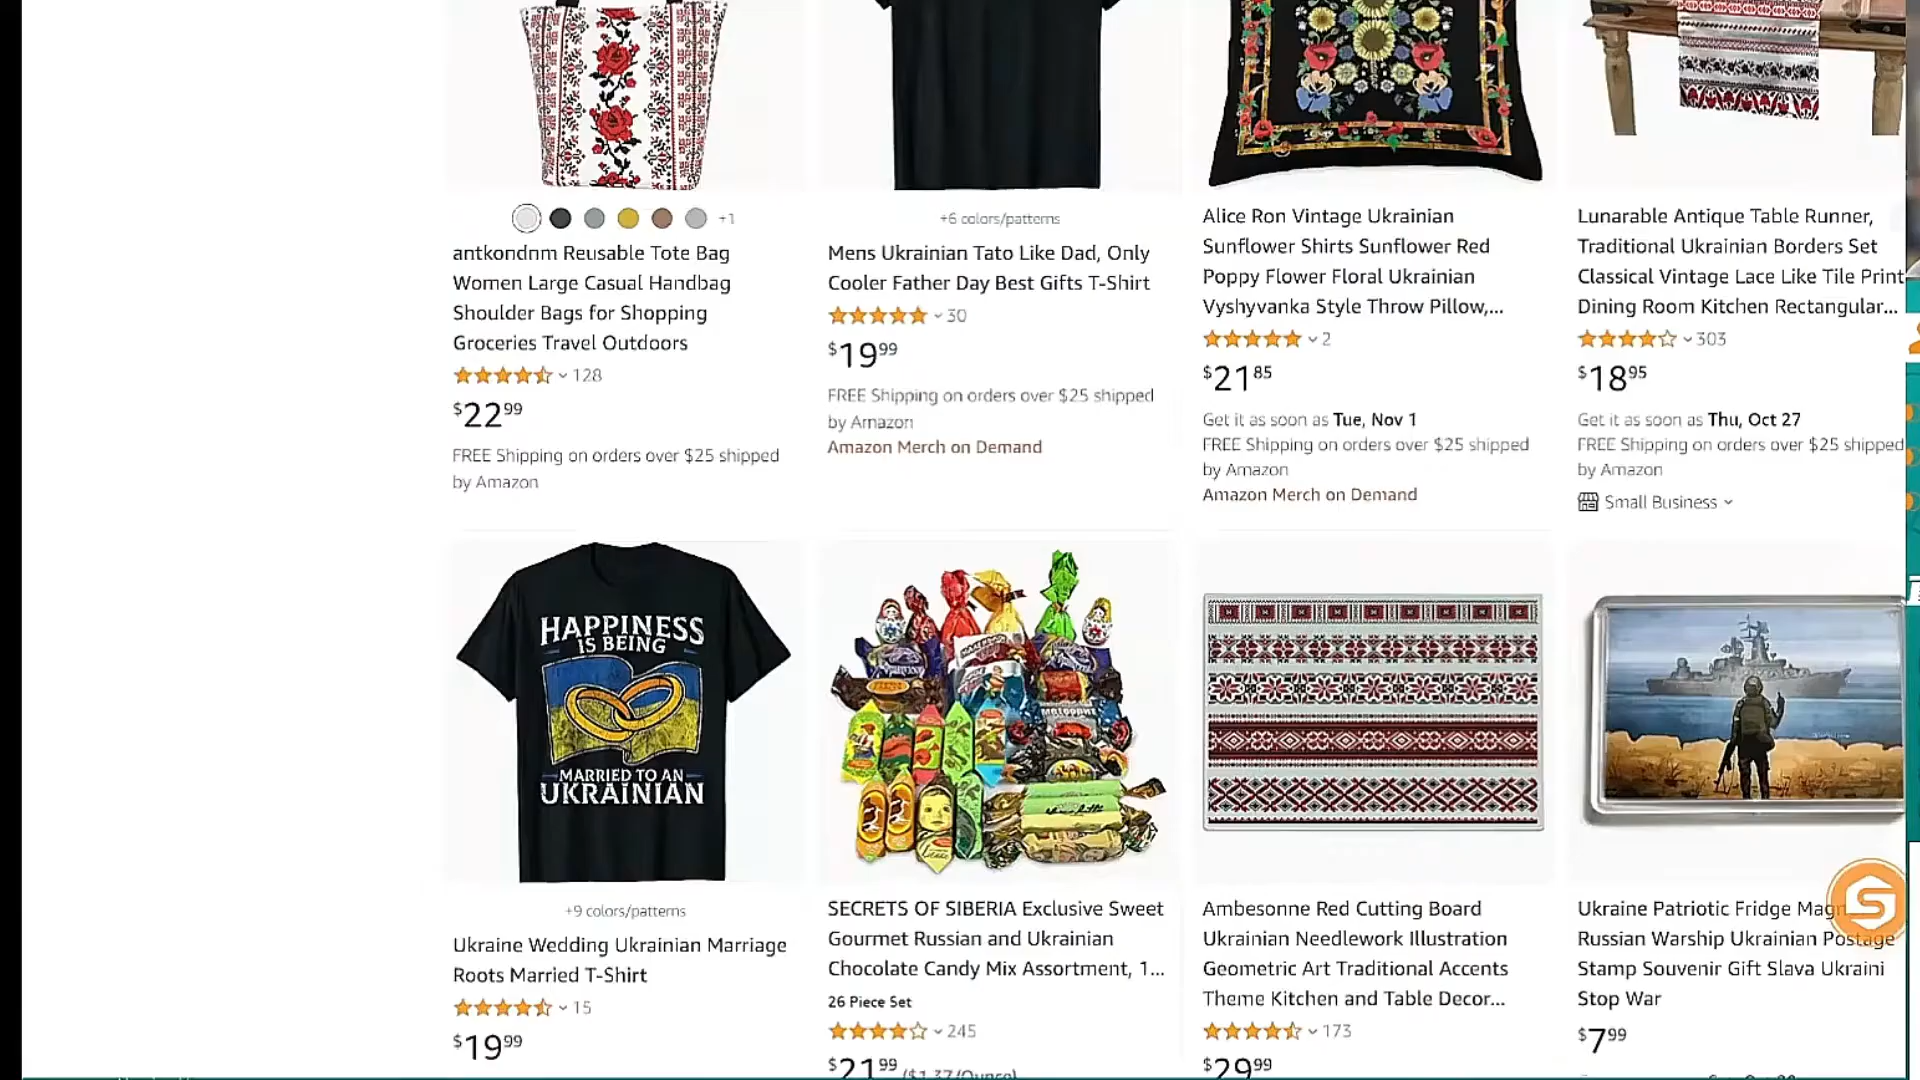 +1
antkondnm Reusable Tote Bag
Women Large Casual Handbag
Shoulder Bags for Shopping
Groceries Travel Outdoors
128
$22.99
FREE Shipping on orders over $25 shipped
by Amazon
+6 colors/patterns
Mens Ukrainian Tato Like Dad, Only
Cooler Father Day Best Gifts T-Shirt
30
$19.99
FREE Shipping on orders over $25 shipped
by Amazon
Amazon Merch on Demand
Alice Ron Vintage Ukrainian
Sunflower Shirts Sunflower Red
Poppy Flower Floral Ukrainian
Vyshyvanka Style Throw Pillow,...
2
$21.85
Get it as soon as Tue, Nov 1
FREE Shipping on orders over $25 shipped
by Amazon
Amazon Merch on Demand
Lunarable Antique Table Runner,
Traditional Ukrainian Borders Set
Classical Vintage Lace Like Tile Print
Dining Room Kitchen Rectangular...
303
$18.95
Get it as soon as Thu, Oct 27
FREE Shipping on orders over $25 shipped
by Amazon
Small Business
HAPPINESS
IS BEING
MARRIED TO AN
UKRAINIAN
+9 colors/patterns
Ukraine Wedding Ukrainian Marriage
Roots Married T-Shirt
15
$19.99
SECRETS OF SIBERIA Exclusive Sweet
Gourmet Russian and Ukrainian
Chocolate Candy Mix Assortment, 1...
26 Piece Set
245
$21.99 ($1.37/Ounce)
Ambesonne Red Cutting Board
Ukrainian Needlework Illustration
Geometric Art Traditional Accents
Theme Kitchen and Table Decor...
173
$29.99
Ukraine Patriotic Fridge
Russian Warship Ukrainian Postage
Stamp Souvenir Gift Slava Ukraini
Stop War
$7.99